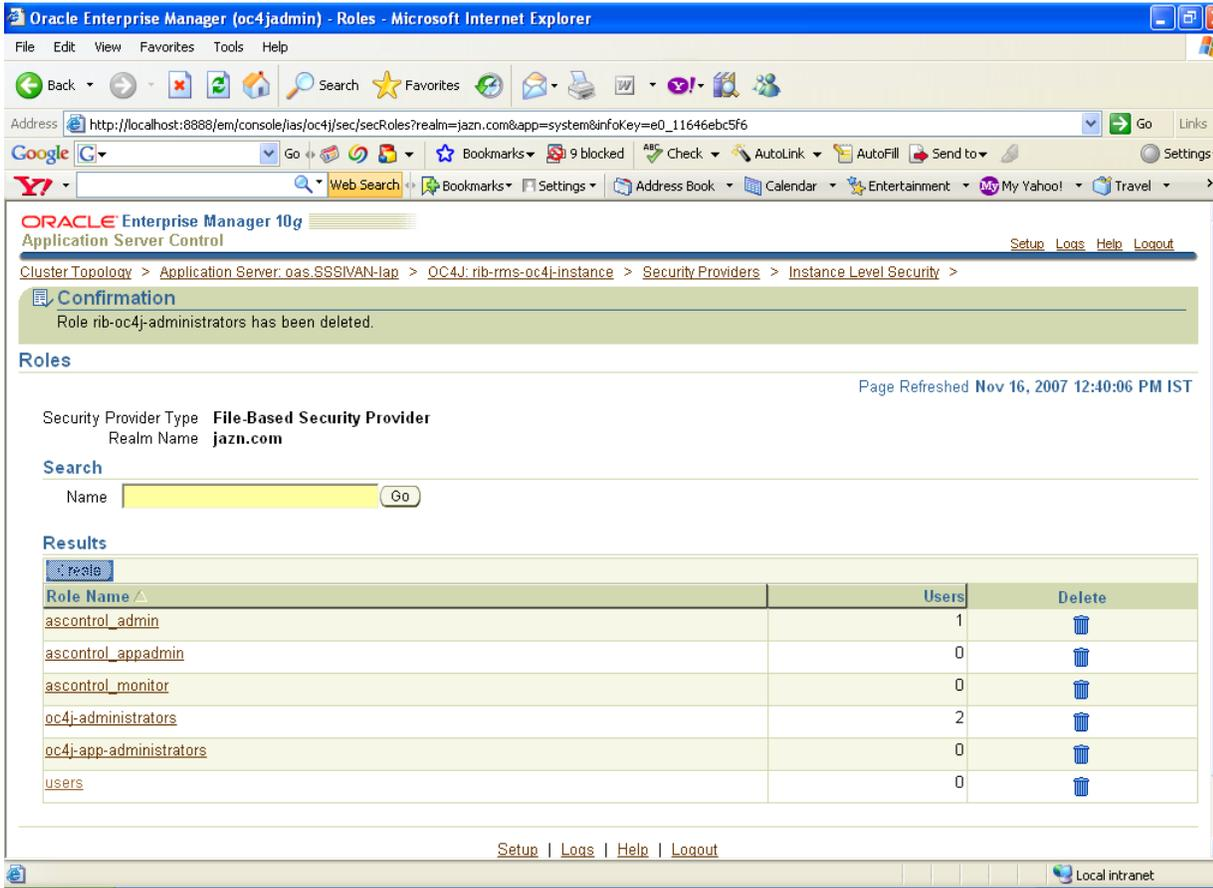 Oracle Enterprise Manager (oc4jadmin) - Roles - Microsoft Internet Explorer
File Edit View Favorites Tools Help
Back Search Favorites
Address http://localhost:8888/em/console/ias/oc4j/sec/secRoles?realm=jazn.com&app=system&infoKey=e0_11646ebc5f6 Go Links
Google Go Bookmarks 9 blocked Check AutoLink AutoFill Send to Settings
Y! Web Search Bookmarks Settings Address Book Calendar Entertainment My Yahoo! Travel
ORACLE Enterprise Manager 10g
Application Server Control
Setup Logs Help Logout
Cluster Topology > Application Server: oas.SSSIVAN-lap > OC4J: rib-rms-oc4j-instance > Security Providers > Instance Level Security >
Confirmation
Role rib-oc4j-administrators has been deleted.
Roles
Page Refreshed Nov 16, 2007 12:40:06 PM IST
Security Provider Type File-Based Security Provider
Realm Name jazn.com
Search
Name Go
Results
Create
Role Name Users Delete
ascontrol_admin 1
ascontrol_appadmin 0
ascontrol_monitor 0
oc4j-administrators 2
oc4j-app-administrators 0
users 0
Setup | Logs | Help | Logout
Local intranet